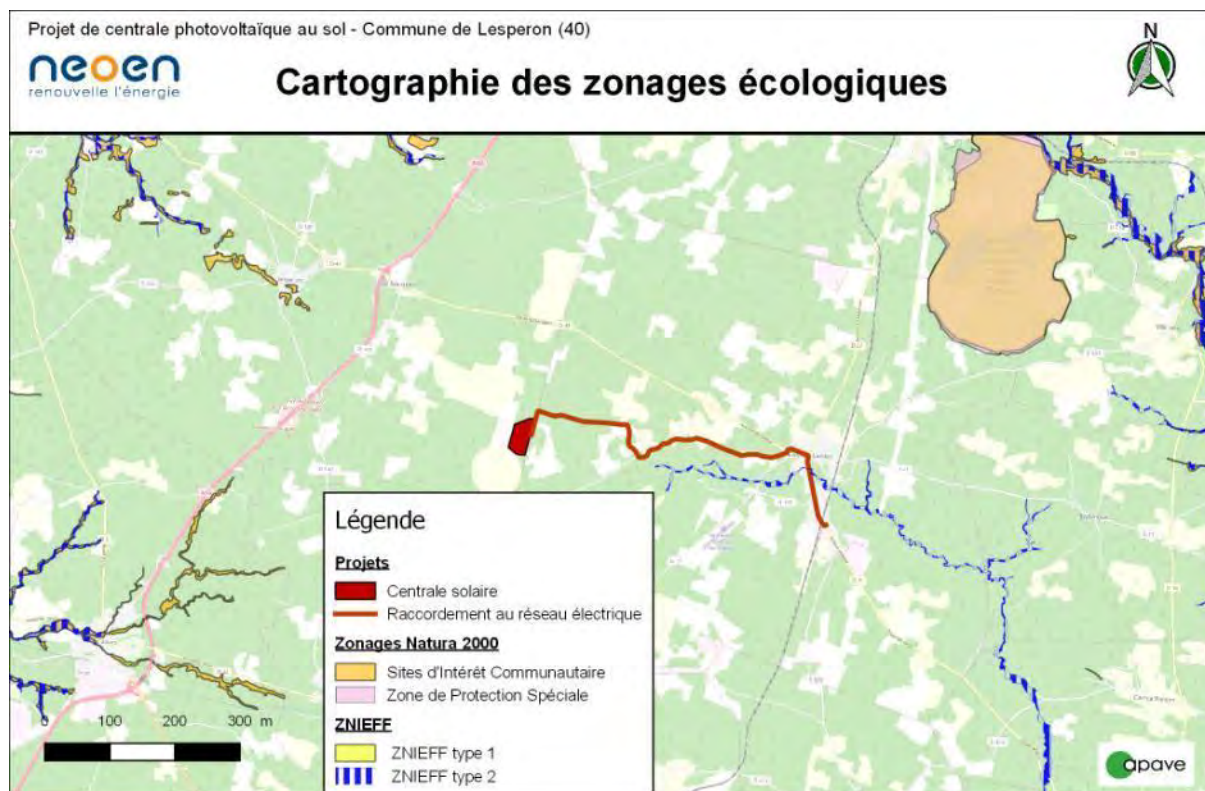 Projet de centrale photovoltaïque au sol - Commune de Lesperon (40)
neoen
renouvelle l'énergie
Cartographie des zonages écologiques
N
Légende
Projets
Centrale solaire
Raccordement au réseau électrique
Zonages Natura 2000
Sites d'Intérêt Communautaire
Zone de Protection Spéciale
ZNIEFF
ZNIEFF type 1
ZNIEFF type 2
0 100 200 300 m
apave